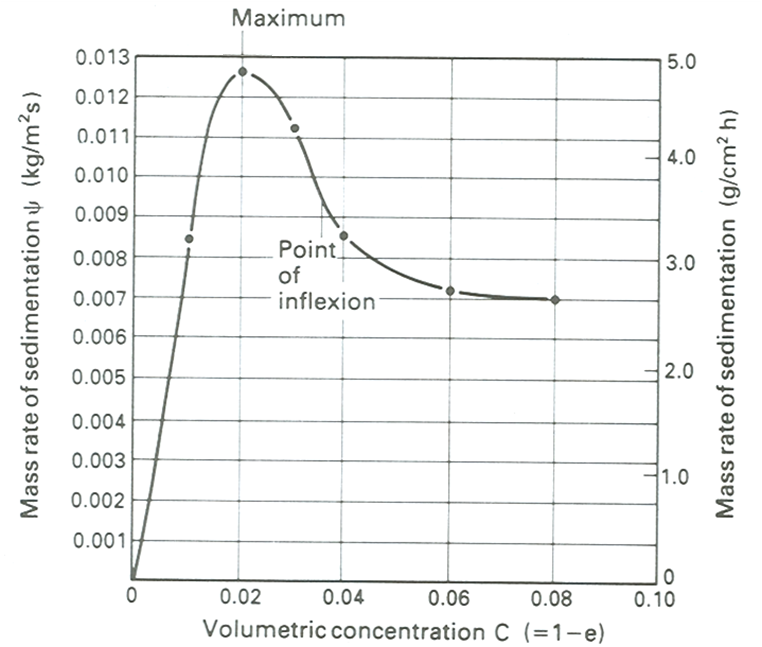 Maximum
0.013
0.012
0.011
0.010
0.009
0.008
0.007
0.006
0.005
0.004
0.003
0.002
0.001
Mass rate of sedimentation ψ (kg/m²s)
Point
of
inflexion
5.0
4.0
3.0
2.0
1.0
0
Mass rate of sedimentation (g/cm² h)
0 0.02 0.04 0.06 0.08 0.10
Volumetric concentration C (=1−e)